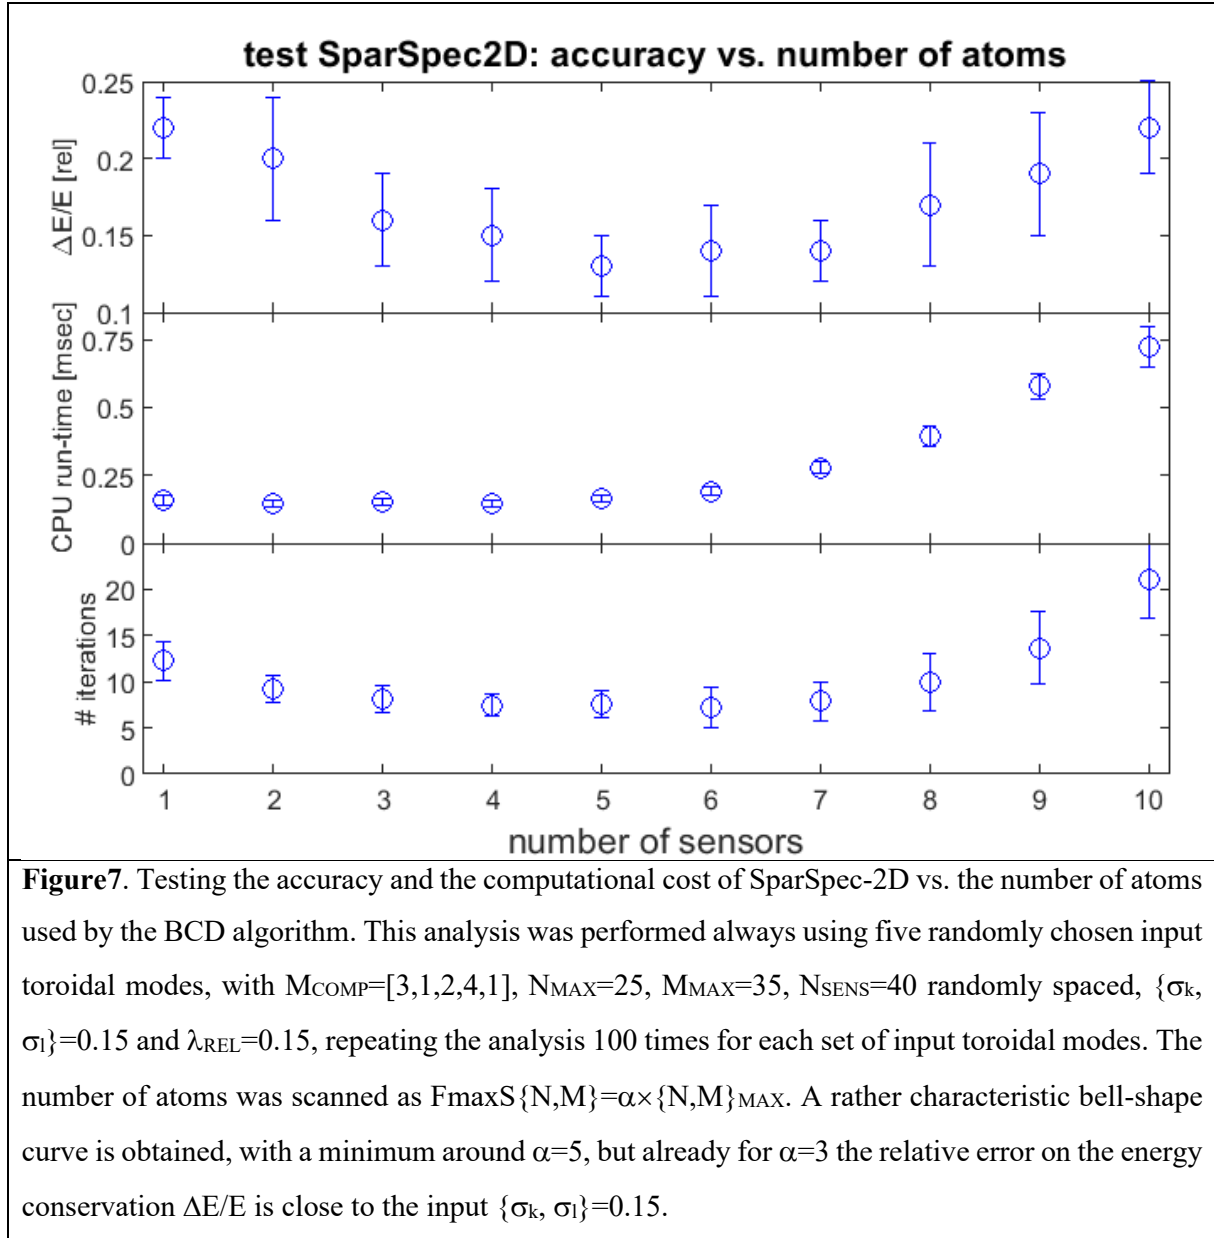 test SparSpec2D: accuracy vs. number of atoms
0.25
0.2
0.15
0.1
ΔE/E [rel]
0.75
0.5
0.25
0
CPU run-time [msec]
20
15
10
5
0
# iterations
1 2 3 4 5 6 7 8 9 10
number of sensors
Figure7. Testing the accuracy and the computational cost of SparSpec-2D vs. the number of atoms
used by the BCD algorithm. This analysis was performed always using five randomly chosen input
toroidal modes, with MCOMP=[3,1,2,4,1], NMAX=25, MMAX=35, NSENS=40 randomly spaced, {σk,
σl}=0.15 and λREL=0.15, repeating the analysis 100 times for each set of input toroidal modes. The
number of atoms was scanned as FmaxS{N,M}=α×{N,M}MAX. A rather characteristic bell-shape
curve is obtained, with a minimum around α=5, but already for α=3 the relative error on the energy
conservation ΔE/E is close to the input {σk, σl}=0.15.